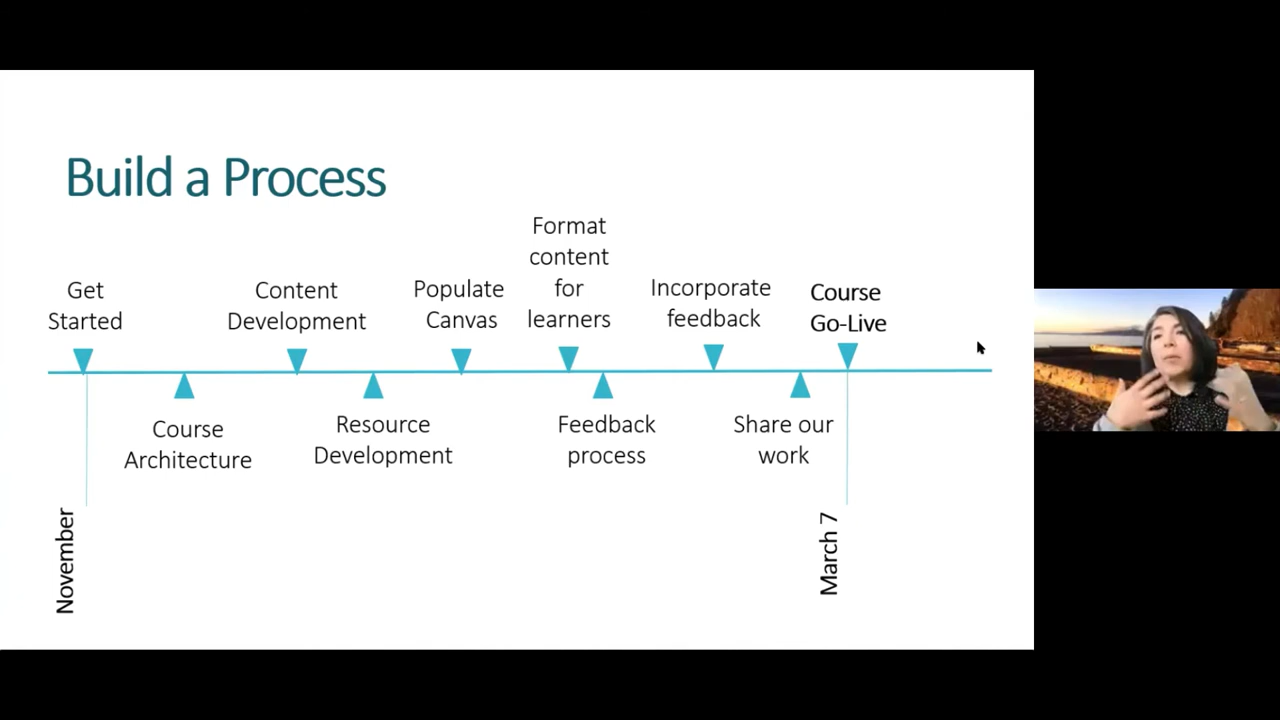 Build a Process
Get
Started
Course
Architecture
Content
Development
Resource
Development
Populate
Canvas
Format
content
for
learners
Feedback
process
Incorporate
feedback
Share our
work
Course
Go-Live
November
March 7